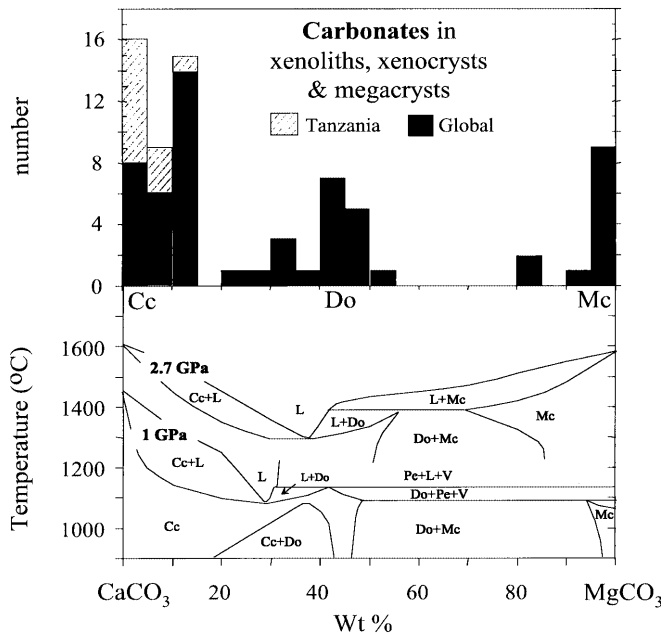 Carbonates in
xenoliths, xenocrysts
& megacrysts
Tanzania Global
number
16
12
8
4
0
Cc Do Mc
Temperature (oC)
1600
1400
1200
1000
2.7 GPa
Cc+L
L
L+Do
L+Mc
Mc
Do+Mc
1 GPa
Cc+L
L
L+Do
Pe+L+V
Do+Pe+V
Cc
Cc+Do
Do+Mc
Mc
CaCO3 20 40 60 80 MgCO3
Wt %